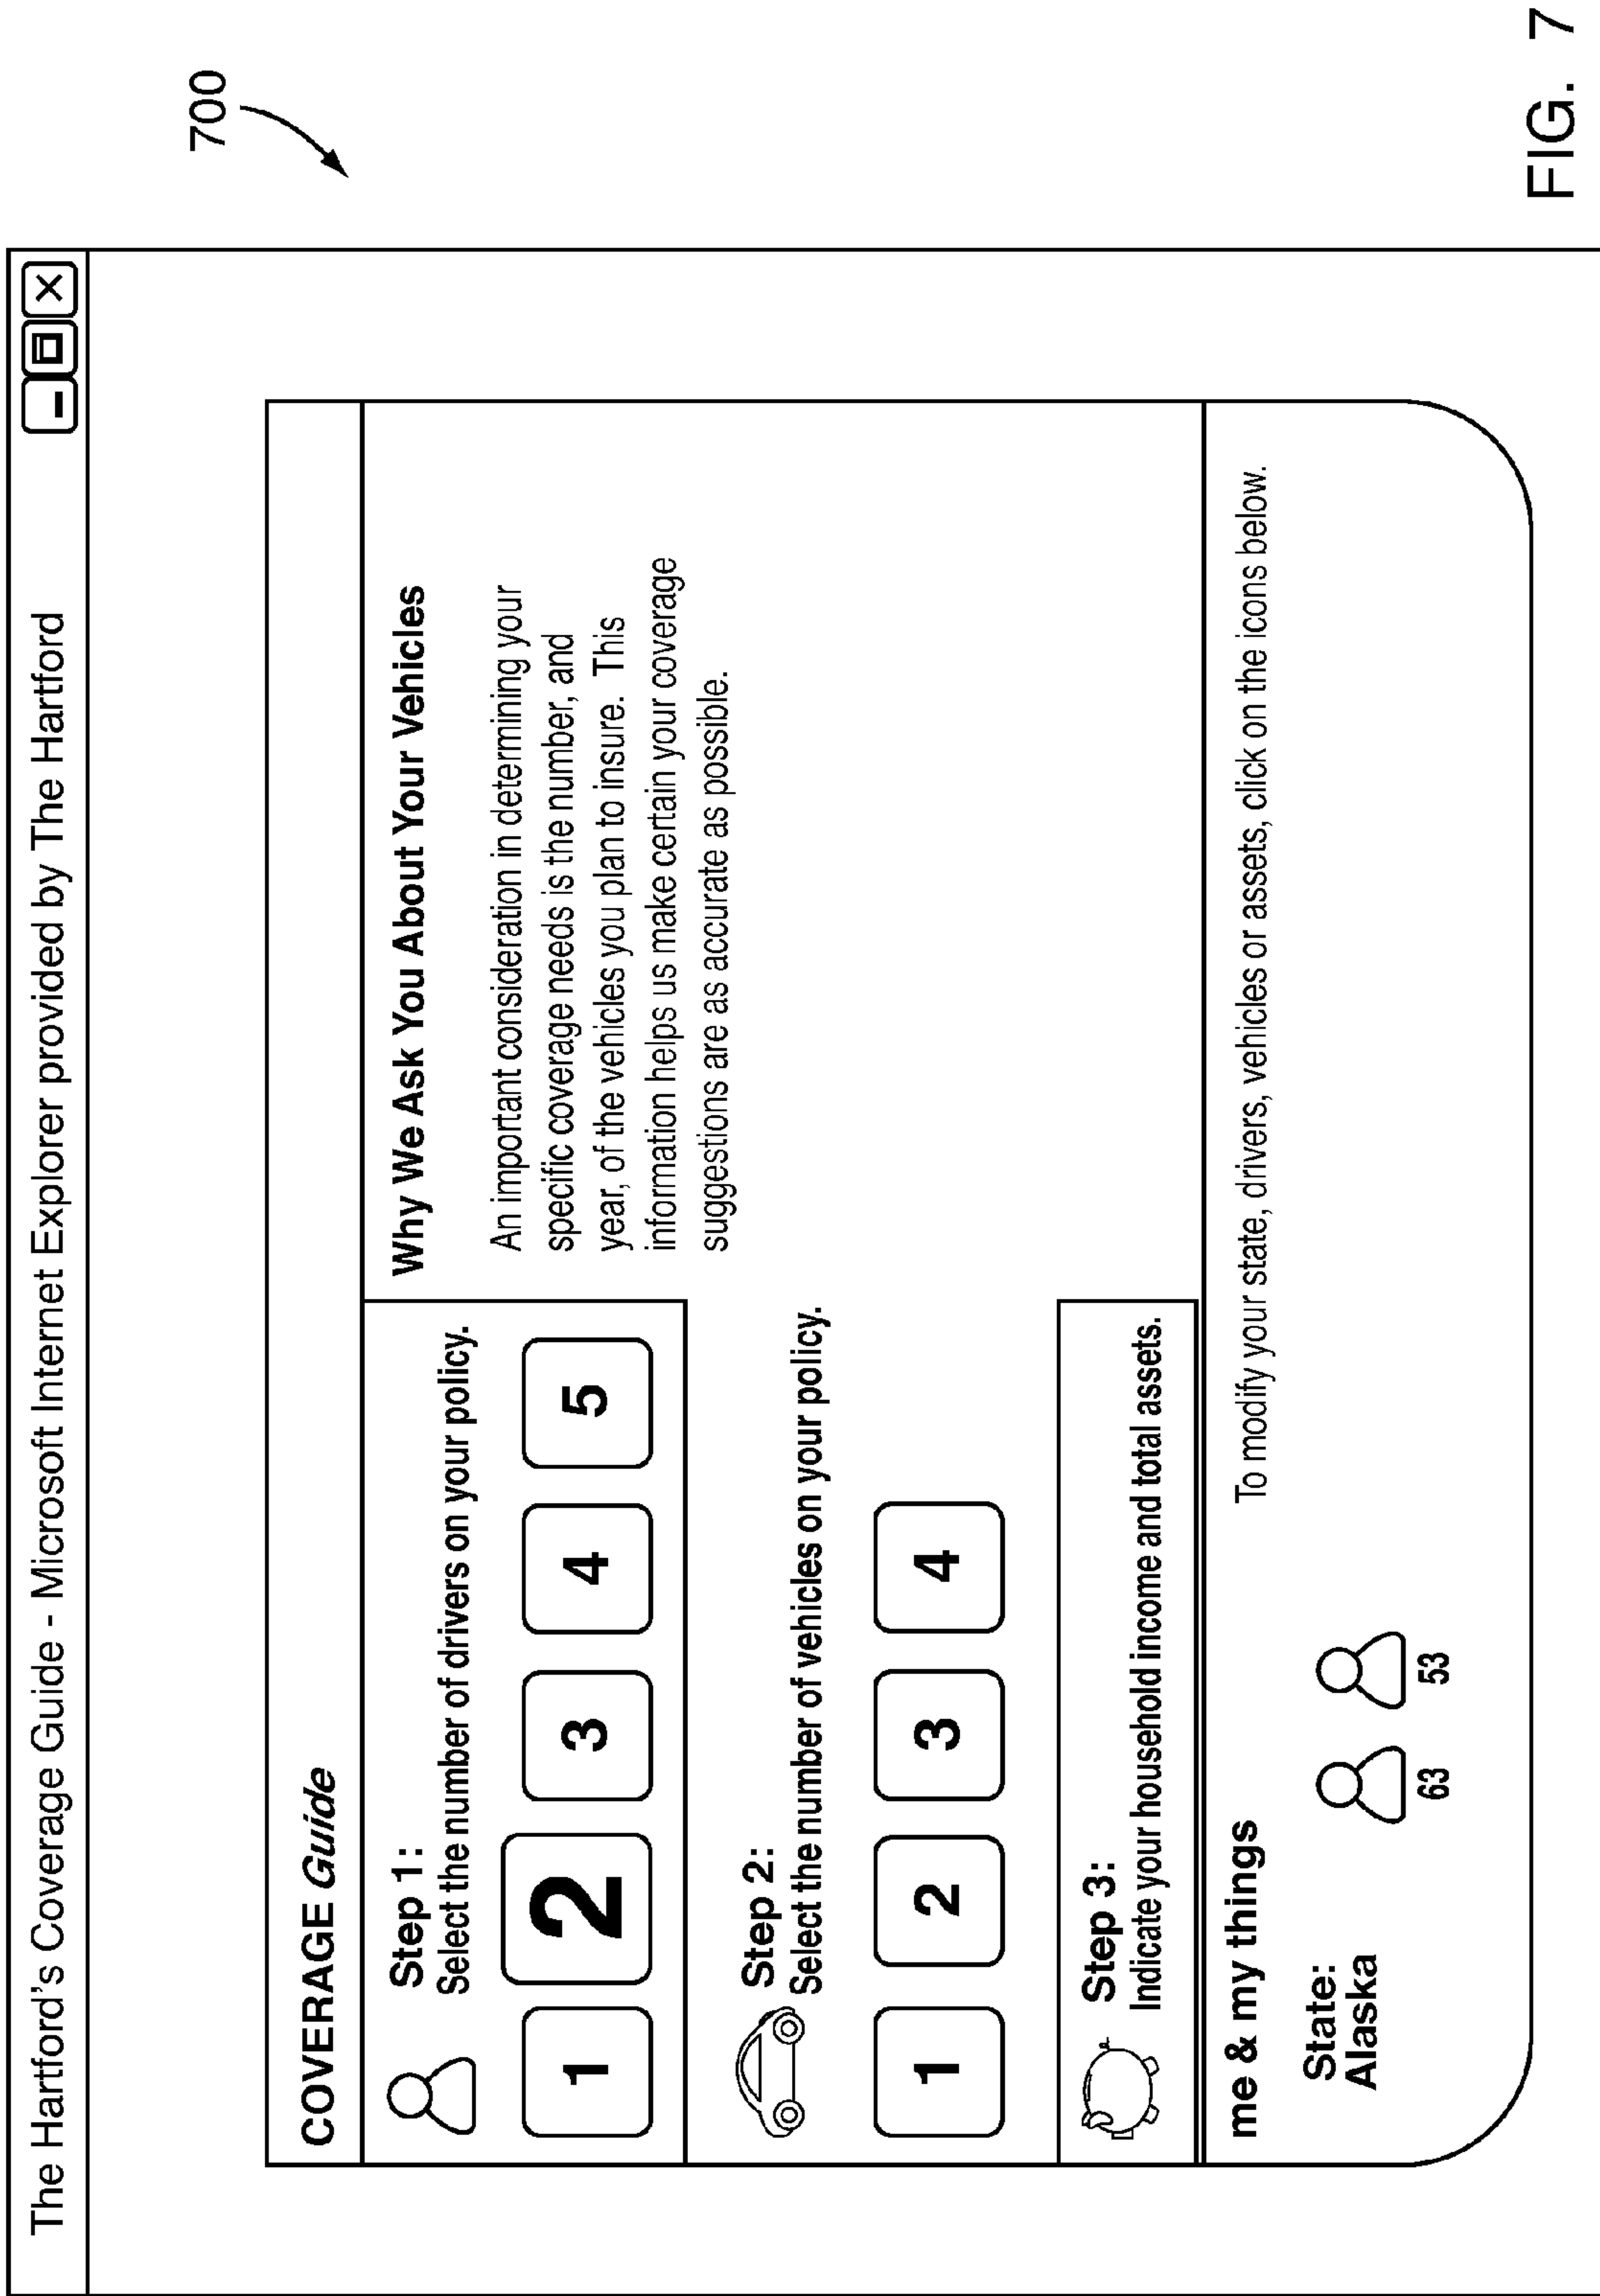 The Hartford's Coverage Guide - Microsoft Internet Explorer provided by The Hartford
700
COVERAGE Guide
Step 1:
Select the number of drivers on your policy.
1 2 3 4 5
Step 2:
Select the number of vehicles on your policy.
1 2 3 4
Step 3:
Indicate your household income and total assets.
Why We Ask You About Your Vehicles
An important consideration in determining your
specific coverage needs is the number, and
year, of the vehicles you plan to insure. This
information helps us make certain your coverage
suggestions are as accurate as possible.
me & my things
To modify your state, drivers, vehicles or assets, click on the icons below.
State:
Alaska
63 53
FIG. 7